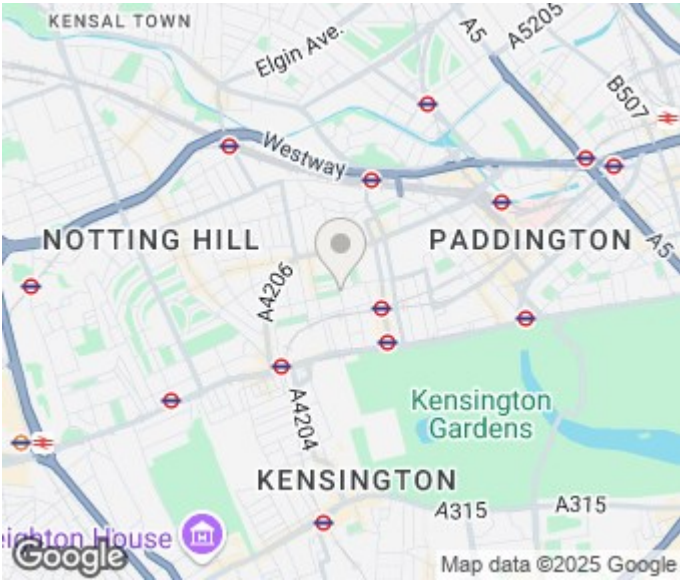 KENSAL TOWN
Elgin Ave.
A5
A5205
B507
Westway
NOTTING HILL
PADDINGTON
A5
A4206
Kensington
Gardens
A4204
KENSINGTON
A315
A315
eighton House
Google
Map data ©2025 Google